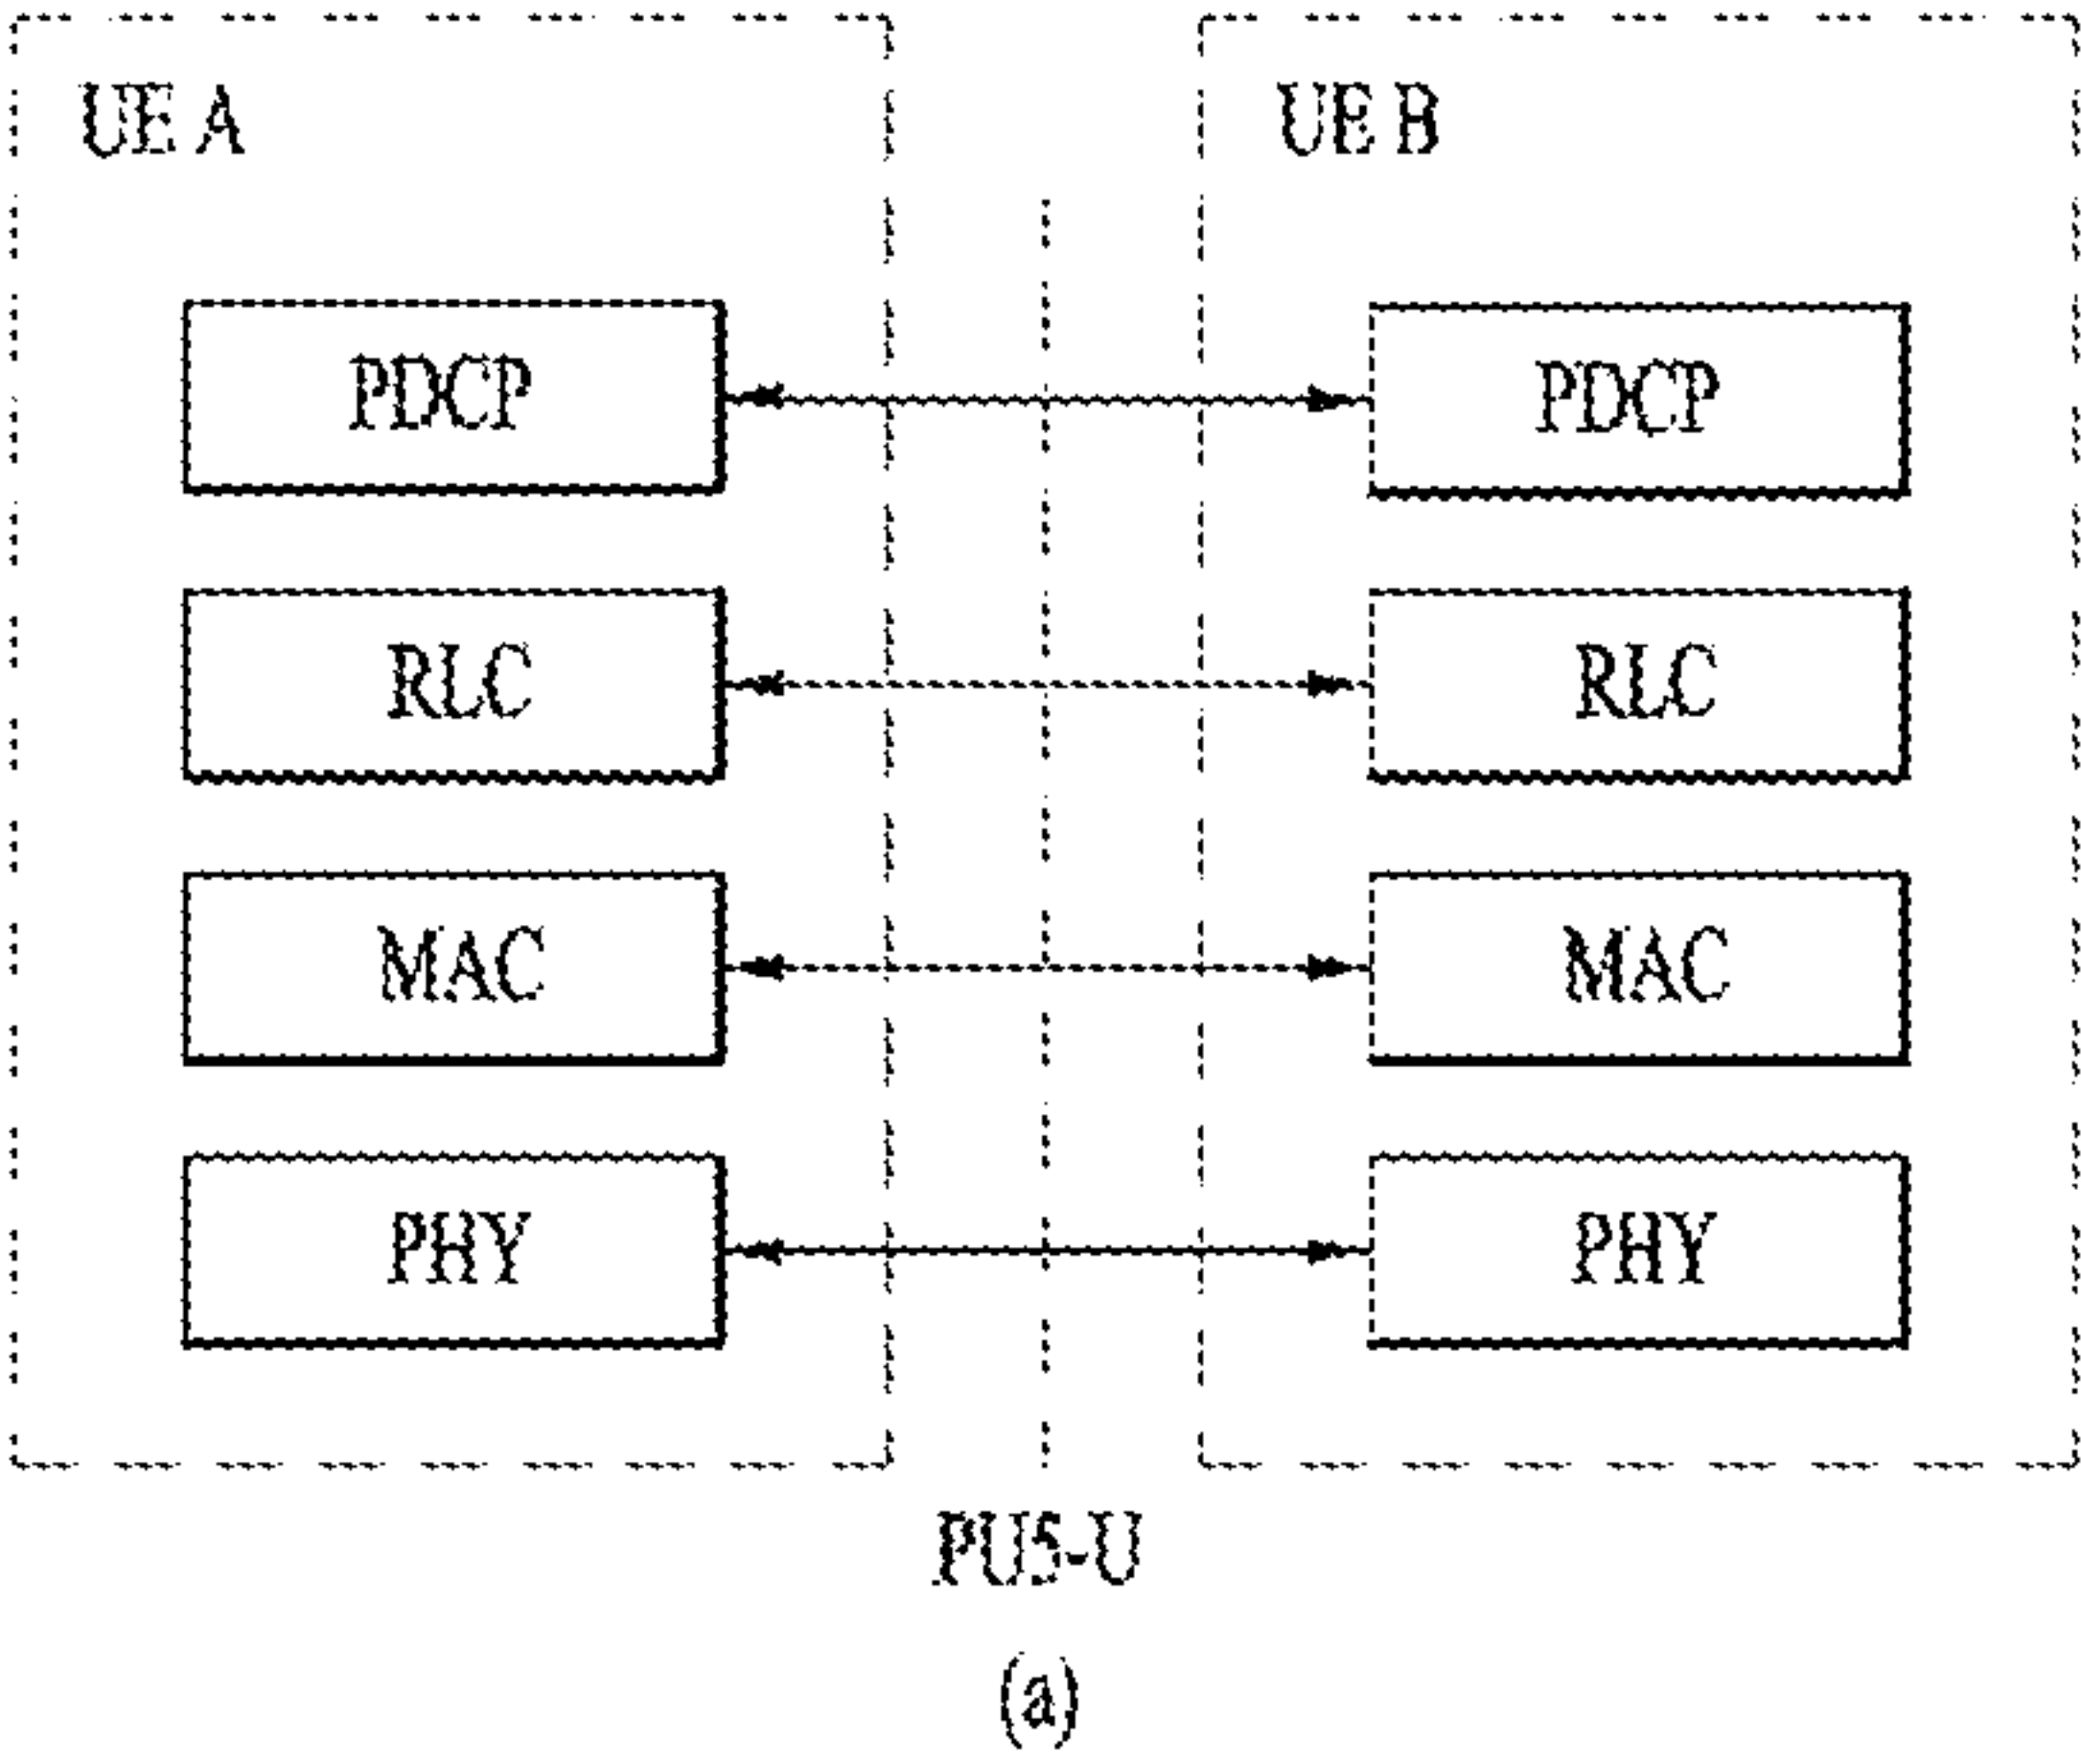 UE A UE B
PDCP PDCP
RLC RLC
MAC MAC
PHY PHY
PU5-U
(a)